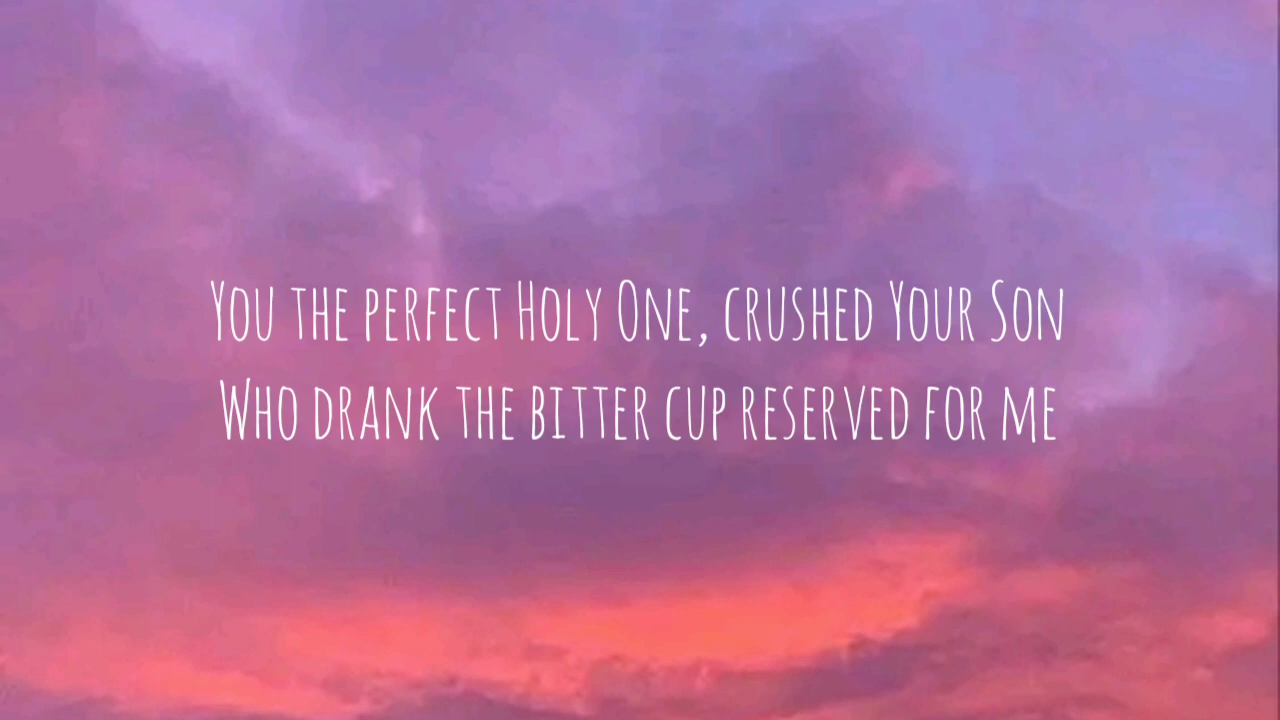 You the perfect Holy One, crushed Your Son
Who drank the bitter cup reserved for me